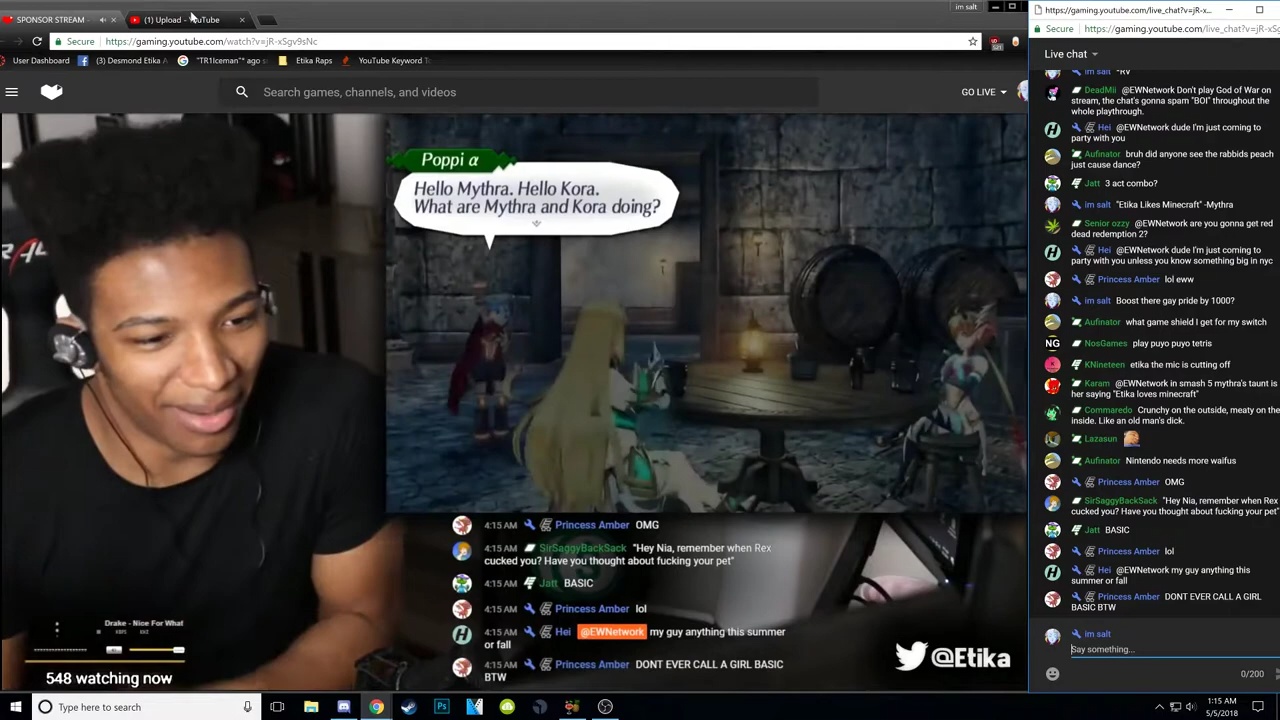 SPONSOR STREAM -
(1) Upload - YouTube
im salt
Secure
https://gaming.youtube.com/watch?v=jR-xSgv9sNc
User Dashboard
(3) Desmond Etika
"TR1Iceman"* ago
Etika Raps
YouTube Keyword To
Search games, channels, and videos
GO LIVE
Poppi α
Hello Mythra. Hello Kora.
What are Mythra and Kora doing?
4:15 AM Princess Amber OMG
4:15 AM SirSaggyBackSack "Hey Nia, remember when Rex
cucked you? Have you thought about fucking your pet"
4:15 AM Jatt BASIC
4:15 AM Princess Amber lol
4:15 AM Hei @EWNetwork my guy anything this summer
or fall
4:15 AM Princess Amber DONT EVER CALL A GIRL BASIC
BTW
Drake - Nice For What
548 watching now
@Etika
https://gaming.youtube.com/live_chat?v=jR-x...
Secure
https://gaming.youtube.com/live_chat?v=jR-xSg
Live chat
im salt *RV
DeadMii @EWNetwork Don't play God of War on
stream, the chat's gonna spam "BOI" throughout the
whole playthrough.
Hei @EWNetwork dude I'm just coming to
party with you
Aufinator bruh did anyone see the rabbids peach
just cause dance?
Jatt 3 act combo?
im salt "Etika Likes Minecraft" -Mythra
Senior ozzy @EWNetwork are you gonna get red
dead redemption 2?
Hei @EWNetwork dude I'm just coming to
party with you unless you know something big in nyc
Princess Amber lol eww
im salt Boost there gay pride by 1000?
Aufinator what game shield I get for my switch
NG NosGames play puyo puyo tetris
KNineteen etika the mic is cutting off
Karam @EWNetwork in smash 5 mythra's taunt is
her saying "Etika loves minecraft"
Commaredo Crunchy on the outside, meaty on the
inside. Like an old man's dick.
Lazasun
Aufinator Nintendo needs more waifus
Princess Amber OMG
SirSaggyBackSack "Hey Nia, remember when Rex
cucked you? Have you thought about fucking your pet"
Jatt BASIC
Princess Amber lol
Hei @EWNetwork my guy anything this
summer or fall
Princess Amber DONT EVER CALL A GIRL
BASIC BTW
im salt
Say something...
0/200
Type here to search
1:15 AM
5/5/2018